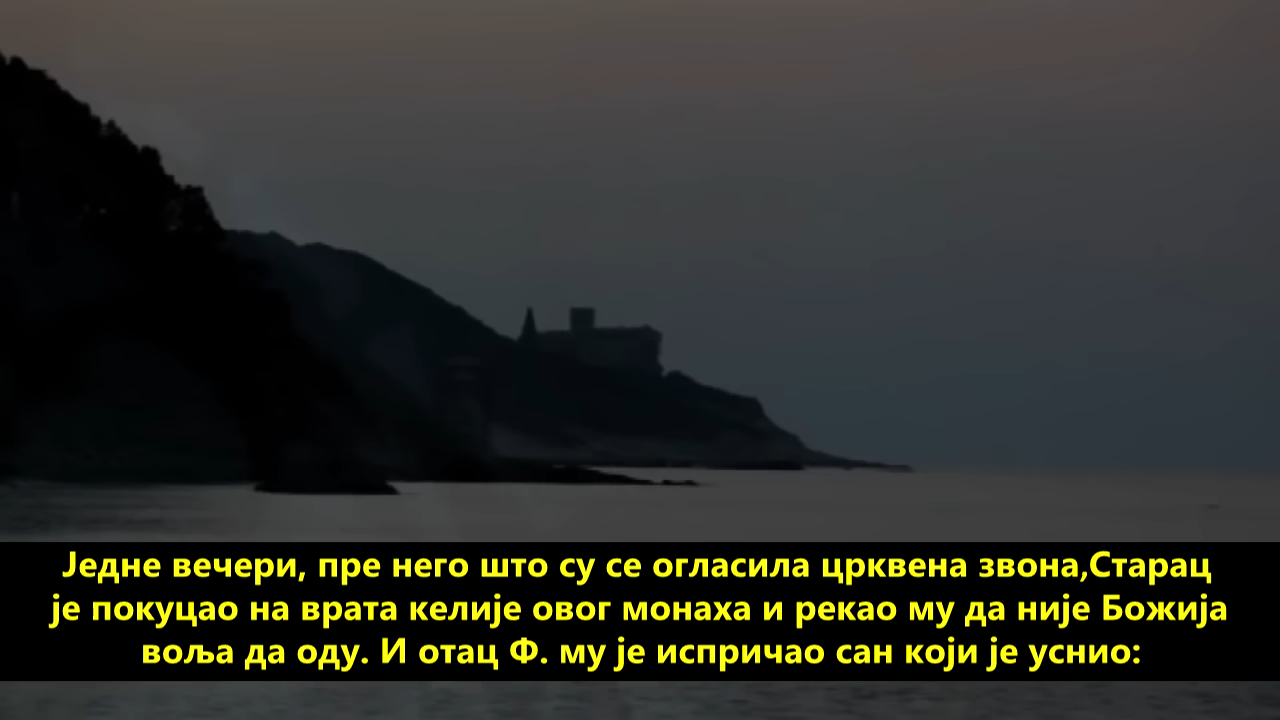 Једне вечери, пре него што су се огласила црквена звона,Старац
је покуцао на врата келије овог монаха и рекао му да није Божија
воља да оду. И отац Ф. му је испричао сан који је уснио: